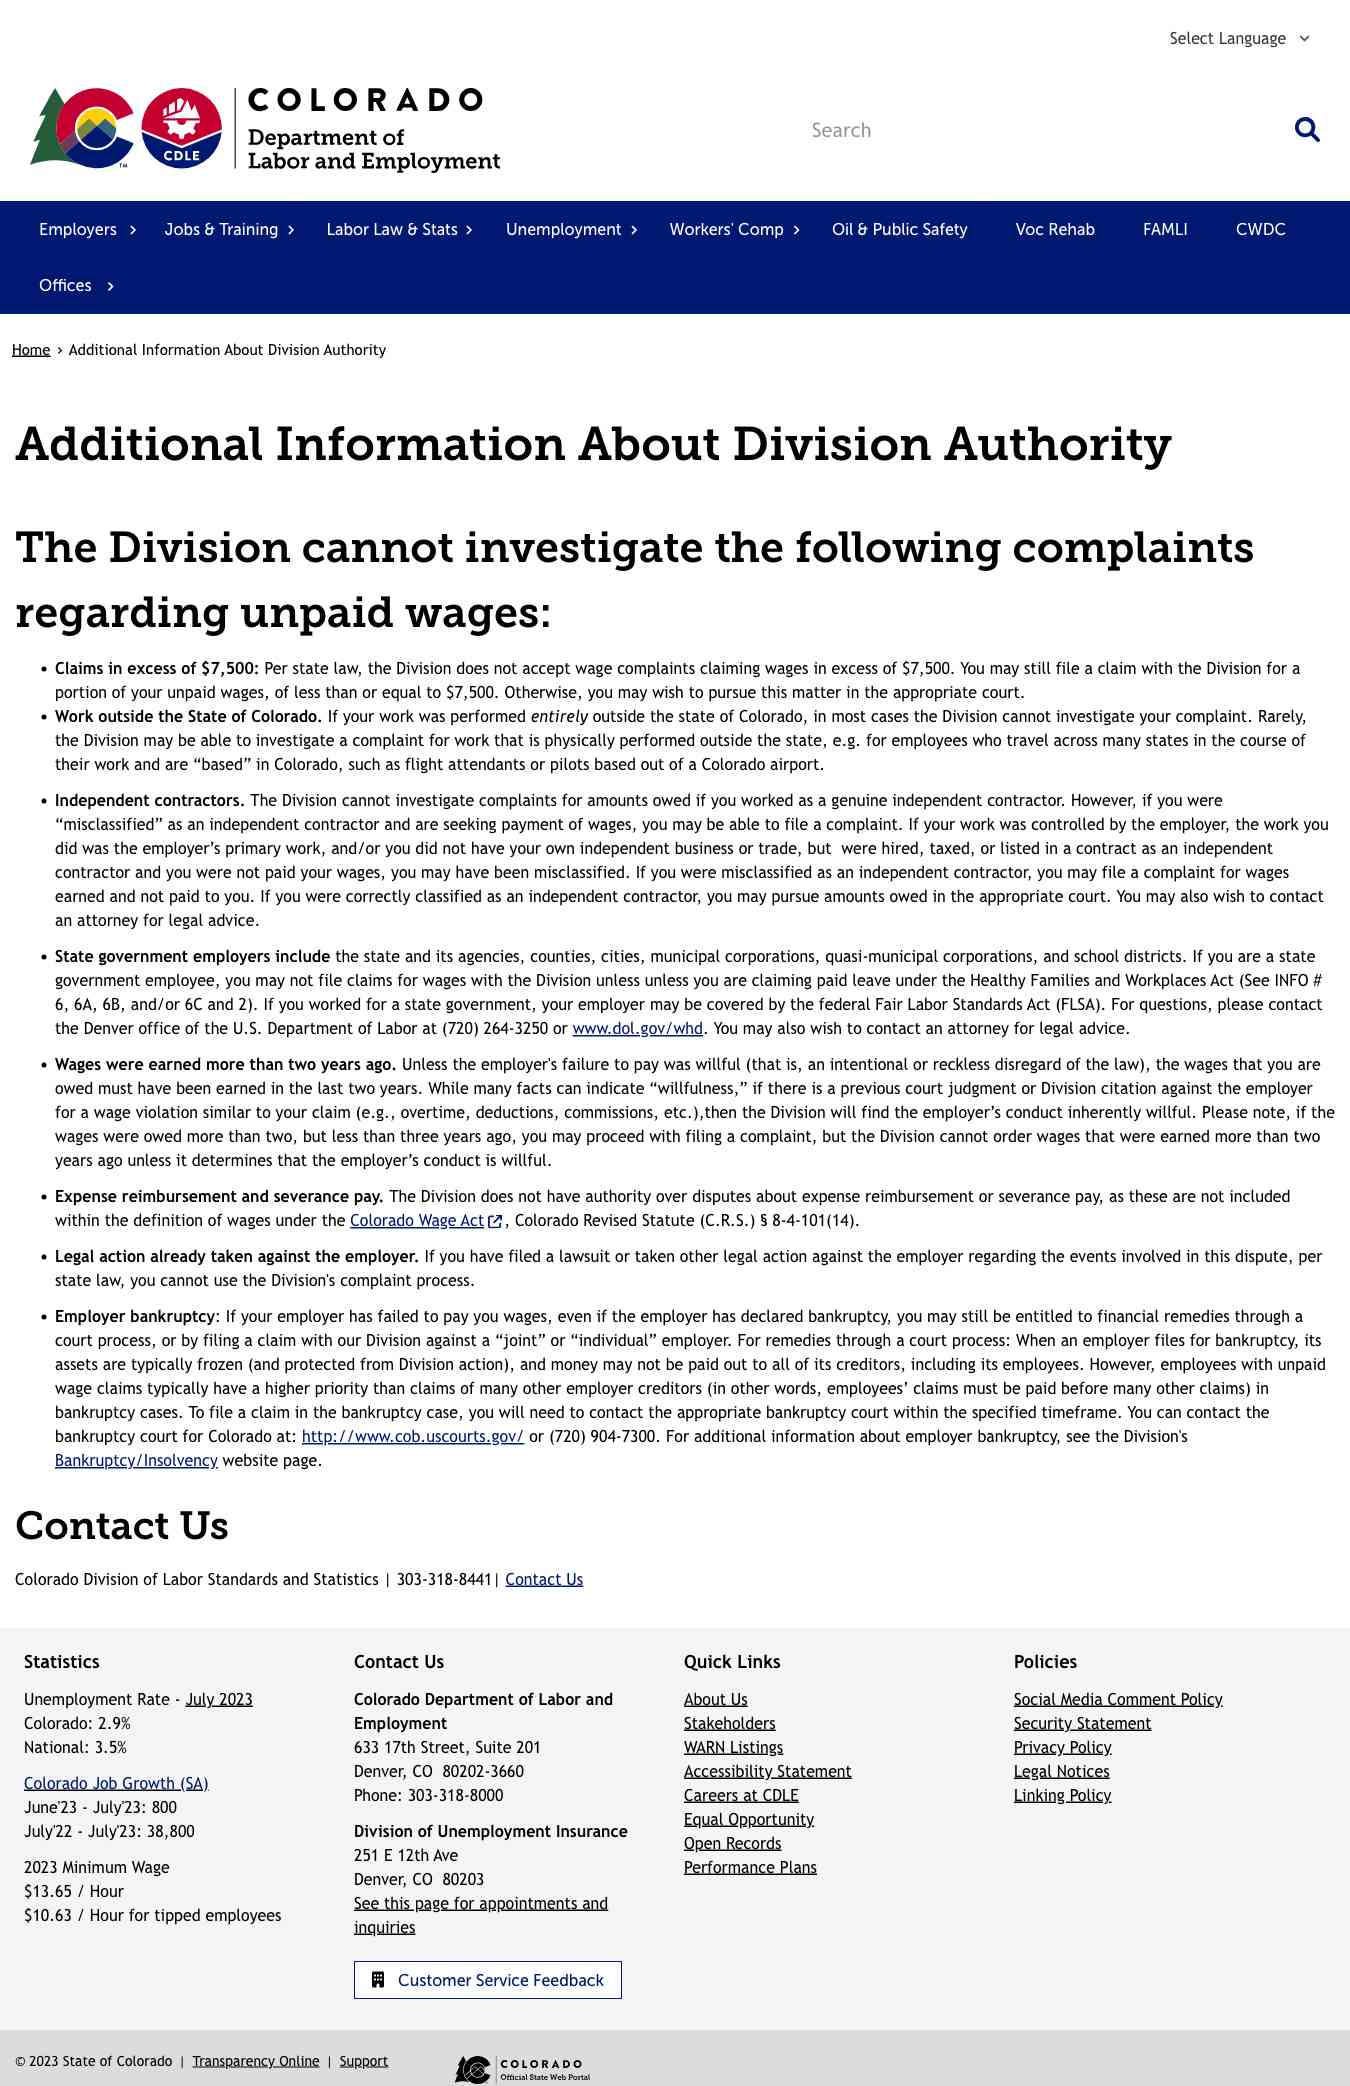 Select Language
COLORADO
Department of
Labor and Employment
CDLE
TM
Search
Employers
Jobs & Training
Labor Law & Stats
Unemployment
Workers' Comp
Oil & Public Safety
Voc Rehab
FAMLI
CWDC
Offices
Home › Additional Information About Division Authority
Additional Information About Division Authority
The Division cannot investigate the following complaints
regarding unpaid wages:
• Claims in excess of $7,500: Per state law, the Division does not accept wage complaints claiming wages in excess of $7,500. You may still file a claim with the Division for a
portion of your unpaid wages, of less than or equal to $7,500. Otherwise, you may wish to pursue this matter in the appropriate court.
• Work outside the State of Colorado. If your work was performed entirely outside the state of Colorado, in most cases the Division cannot investigate your complaint. Rarely,
the Division may be able to investigate a complaint for work that is physically performed outside the state, e.g. for employees who travel across many states in the course of
their work and are “based” in Colorado, such as flight attendants or pilots based out of a Colorado airport.
• Independent contractors. The Division cannot investigate complaints for amounts owed if you worked as a genuine independent contractor. However, if you were
“misclassified” as an independent contractor and are seeking payment of wages, you may be able to file a complaint. If your work was controlled by the employer, the work you
did was the employer’s primary work, and/or you did not have your own independent business or trade, but  were hired, taxed, or listed in a contract as an independent
contractor and you were not paid your wages, you may have been misclassified. If you were misclassified as an independent contractor, you may file a complaint for wages
earned and not paid to you. If you were correctly classified as an independent contractor, you may pursue amounts owed in the appropriate court. You may also wish to contact
an attorney for legal advice.
• State government employers include the state and its agencies, counties, cities, municipal corporations, quasi-municipal corporations, and school districts. If you are a state
government employee, you may not file claims for wages with the Division unless unless you are claiming paid leave under the Healthy Families and Workplaces Act (See INFO #
6, 6A, 6B, and/or 6C and 2). If you worked for a state government, your employer may be covered by the federal Fair Labor Standards Act (FLSA). For questions, please contact
the Denver office of the U.S. Department of Labor at (720) 264-3250 or www.dol.gov/whd. You may also wish to contact an attorney for legal advice.
• Wages were earned more than two years ago. Unless the employer's failure to pay was willful (that is, an intentional or reckless disregard of the law), the wages that you are
owed must have been earned in the last two years. While many facts can indicate “willfulness,” if there is a previous court judgment or Division citation against the employer
for a wage violation similar to your claim (e.g., overtime, deductions, commissions, etc.),then the Division will find the employer’s conduct inherently willful. Please note, if the
wages were owed more than two, but less than three years ago, you may proceed with filing a complaint, but the Division cannot order wages that were earned more than two
years ago unless it determines that the employer’s conduct is willful.
• Expense reimbursement and severance pay. The Division does not have authority over disputes about expense reimbursement or severance pay, as these are not included
within the definition of wages under the Colorado Wage Act , Colorado Revised Statute (C.R.S.) § 8-4-101(14).
• Legal action already taken against the employer. If you have filed a lawsuit or taken other legal action against the employer regarding the events involved in this dispute, per
state law, you cannot use the Division's complaint process.
• Employer bankruptcy: If your employer has failed to pay you wages, even if the employer has declared bankruptcy, you may still be entitled to financial remedies through a
court process, or by filing a claim with our Division against a “joint” or “individual” employer. For remedies through a court process: When an employer files for bankruptcy, its
assets are typically frozen (and protected from Division action), and money may not be paid out to all of its creditors, including its employees. However, employees with unpaid
wage claims typically have a higher priority than claims of many other employer creditors (in other words, employees’ claims must be paid before many other claims) in
bankruptcy cases. To file a claim in the bankruptcy case, you will need to contact the appropriate bankruptcy court within the specified timeframe. You can contact the
bankruptcy court for Colorado at: http://www.cob.uscourts.gov/ or (720) 904-7300. For additional information about employer bankruptcy, see the Division's
Bankruptcy/Insolvency website page.
Contact Us
Colorado Division of Labor Standards and Statistics | 303-318-8441| Contact Us
Statistics
Unemployment Rate - July 2023
Colorado: 2.9%
National: 3.5%
Colorado Job Growth (SA)
June'23 - July'23: 800
July'22 - July'23: 38,800
2023 Minimum Wage
$13.65 / Hour
$10.63 / Hour for tipped employees
Contact Us
Colorado Department of Labor and
Employment
633 17th Street, Suite 201
Denver, CO  80202-3660
Phone: 303-318-8000
Division of Unemployment Insurance
251 E 12th Ave
Denver, CO  80203
See this page for appointments and
inquiries
Customer Service Feedback
Quick Links
About Us
Stakeholders
WARN Listings
Accessibility Statement
Careers at CDLE
Equal Opportunity
Open Records
Performance Plans
Policies
Social Media Comment Policy
Security Statement
Privacy Policy
Legal Notices
Linking Policy
© 2023 State of Colorado | Transparency Online | Support
COLORADO
Official State Web Portal